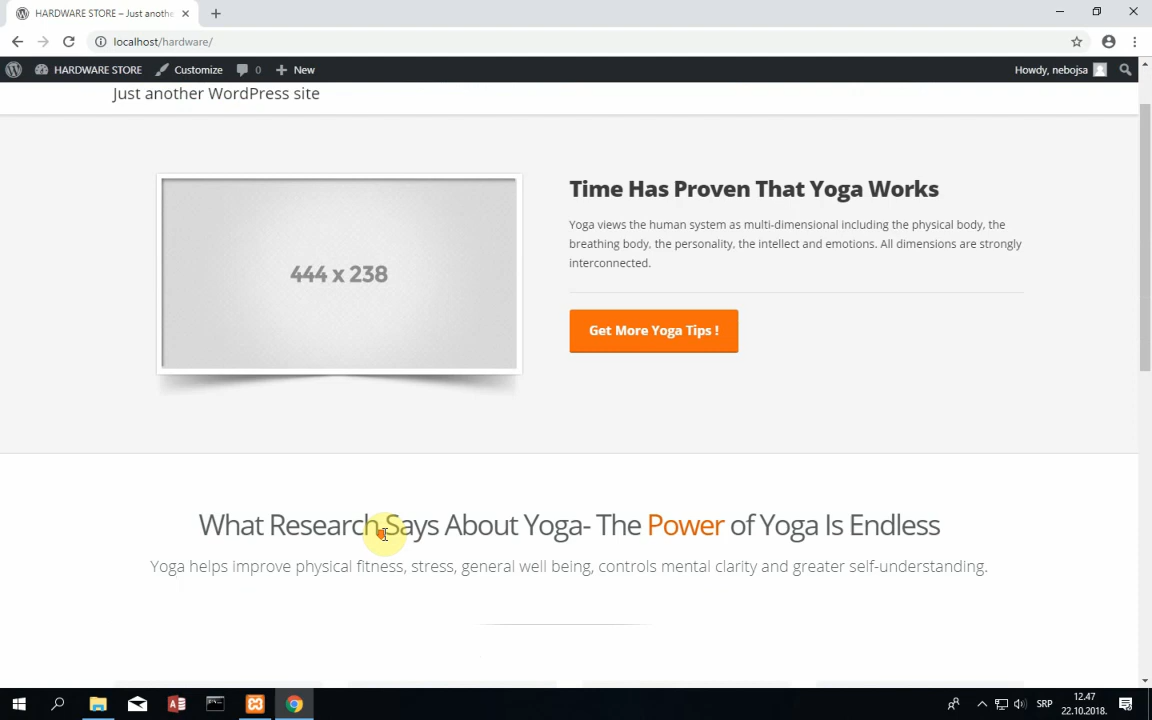 HARDWARE STORE – Just anothe
localhost/hardware/
HARDWARE STORE Customize 0 New Howdy, nebojsa
Just another WordPress site
444 x 238
Time Has Proven That Yoga Works
Yoga views the human system as multi-dimensional including the physical body, the
breathing body, the personality, the intellect and emotions. All dimensions are strongly
interconnected.
Get More Yoga Tips !
What Research Says About Yoga- The Power of Yoga Is Endless
Yoga helps improve physical fitness, stress, general well being, controls mental clarity and greater self-understanding.
SRP
12.47
22.10.2018.